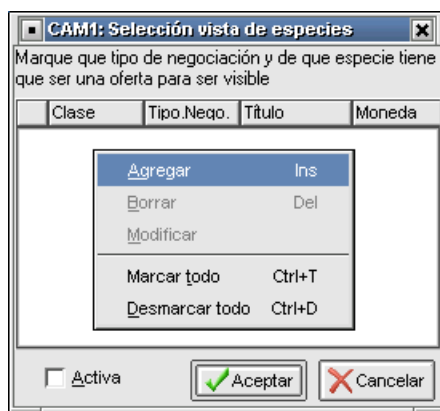 CAM1: Selección vista de especies
Marque que tipo de negociación y de que especie tiene
que ser una oferta para ser visible
Clase Tipo.Nego. Título Moneda
Agregar Ins
Borrar Del
Modificar
Marcar todo Ctrl+T
Desmarcar todo Ctrl+D
Activa Aceptar Cancelar